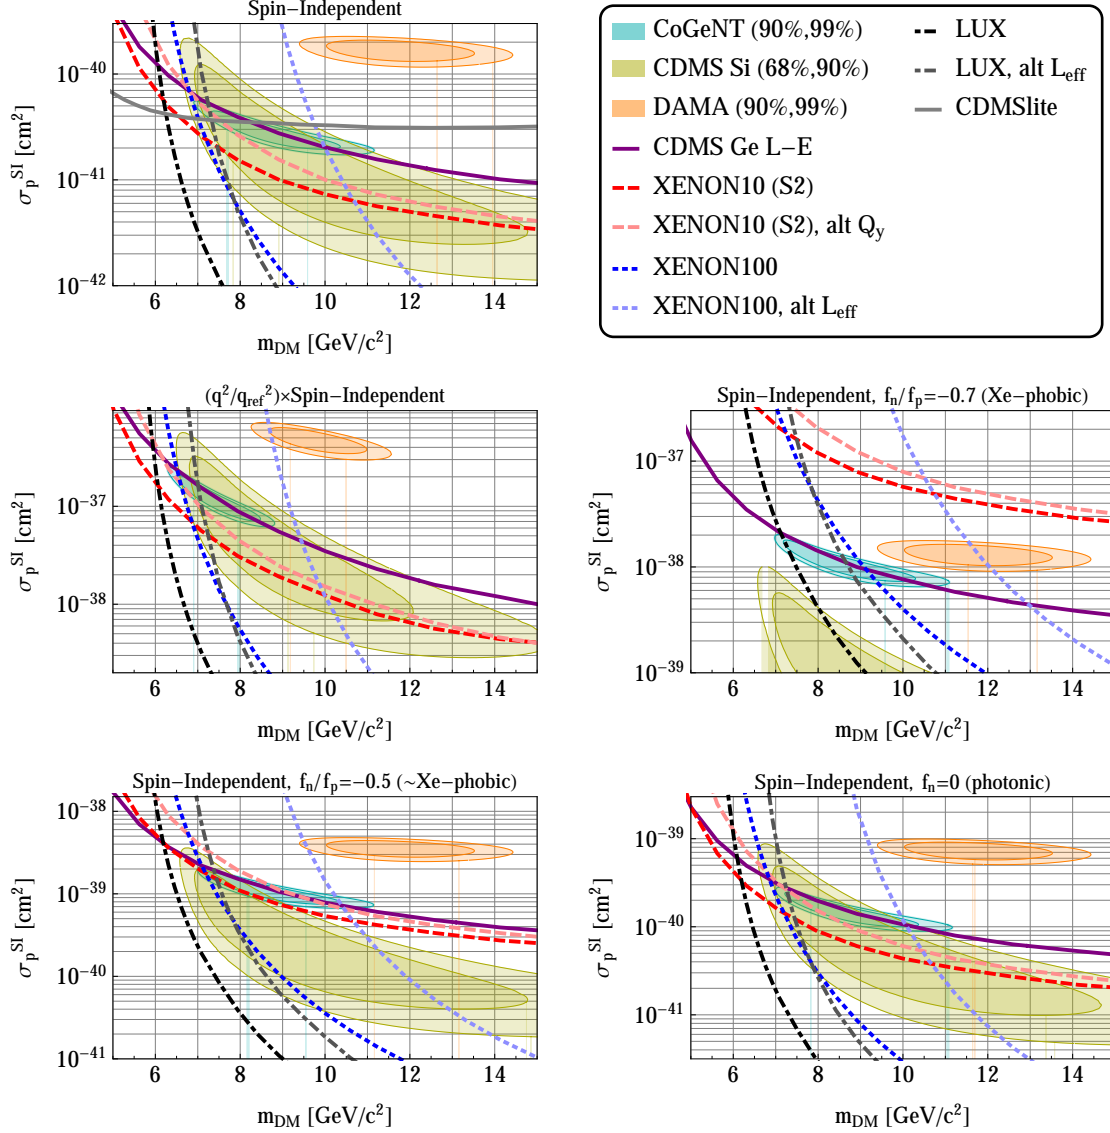 Spin−Independent
10⁻⁴⁰
10⁻⁴¹
10⁻⁴²
σₚ^SI [cm²]
6 8 10 12 14
m_DM [GeV/c²]
CoGeNT (90%,99%)
CDMS Si (68%,90%)
DAMA (90%,99%)
CDMS Ge L−E
XENON10 (S2)
XENON10 (S2), alt Q_y
XENON100
XENON100, alt L_eff
LUX
LUX, alt L_eff
CDMSlite
(q²/q_ref²)×Spin−Independent
10⁻³⁷
10⁻³⁸
σₚ^SI [cm²]
6 8 10 12 14
m_DM [GeV/c²]
Spin−Independent, f_n/f_p=−0.7 (Xe−phobic)
10⁻³⁷
10⁻³⁸
10⁻³⁹
σₚ^SI [cm²]
6 8 10 12 14
m_DM [GeV/c²]
Spin−Independent, f_n/f_p=−0.5 (~Xe−phobic)
10⁻³⁸
10⁻³⁹
10⁻⁴⁰
10⁻⁴¹
σₚ^SI [cm²]
6 8 10 12 14
m_DM [GeV/c²]
Spin−Independent, f_n=0 (photonic)
10⁻³⁹
10⁻⁴⁰
10⁻⁴¹
σₚ^SI [cm²]
6 8 10 12 14
m_DM [GeV/c²]